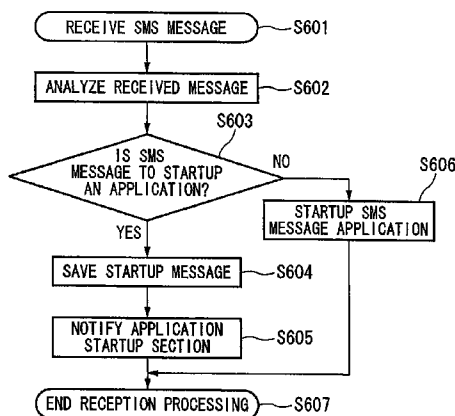 RECEIVE SMS MESSAGE
S601
ANALYZE RECEIVED MESSAGE
S602
S603
IS SMS
MESSAGE TO STARTUP
AN APPLICATION?
NO
S606
STARTUP SMS
MESSAGE APPLICATION
YES
SAVE STARTUP MESSAGE
S604
NOTIFY APPLICATION
STARTUP SECTION
S605
END RECEPTION PROCESSING
S607